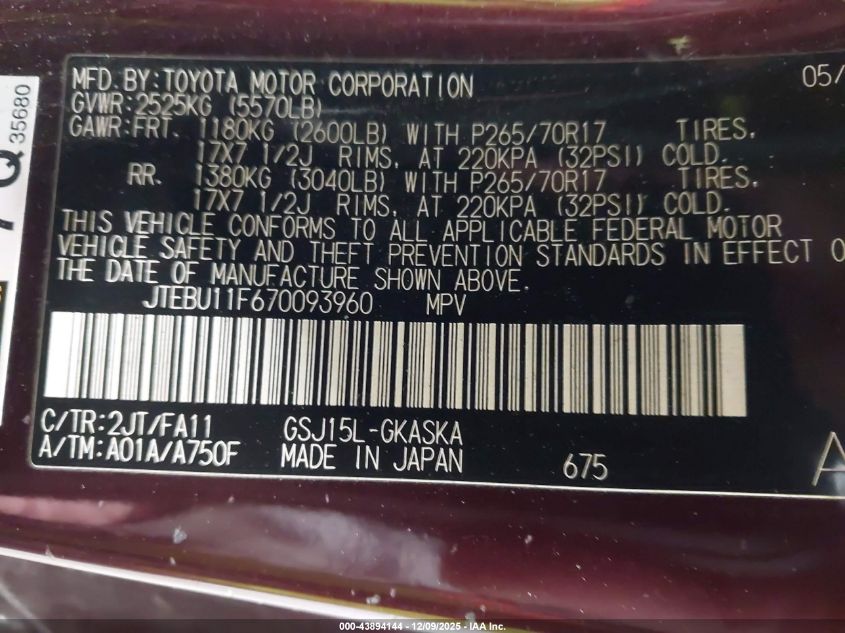 MFD. BY: TOYOTA MOTOR CORPORATION 05/
GVWR: 2525KG (5570LB)
GAWR: FRT. 1180KG (2600LB) WITH P265/70R17 TIRES,
17X7 1/2J RIMS, AT 220KPA (32PSI) COLD.
RR. 1380KG (3040LB) WITH P265/70R17 TIRES,
17X7 1/2J RIMS, AT 220KPA (32PSI) COLD.
THIS VEHICLE CONFORMS TO ALL APPLICABLE FEDERAL MOTOR
VEHICLE SAFETY AND THEFT PREVENTION STANDARDS IN EFFECT O
THE DATE OF MANUFACTURE SHOWN ABOVE.
JTEBU11F670093960 MPV
C/TR: 2JT/FA11 GSJ15L-GKASKA
A/TM: A01A/A750F MADE IN JAPAN 675 A
35680
000-43894144 - 12/09/2025 - IAA Inc.